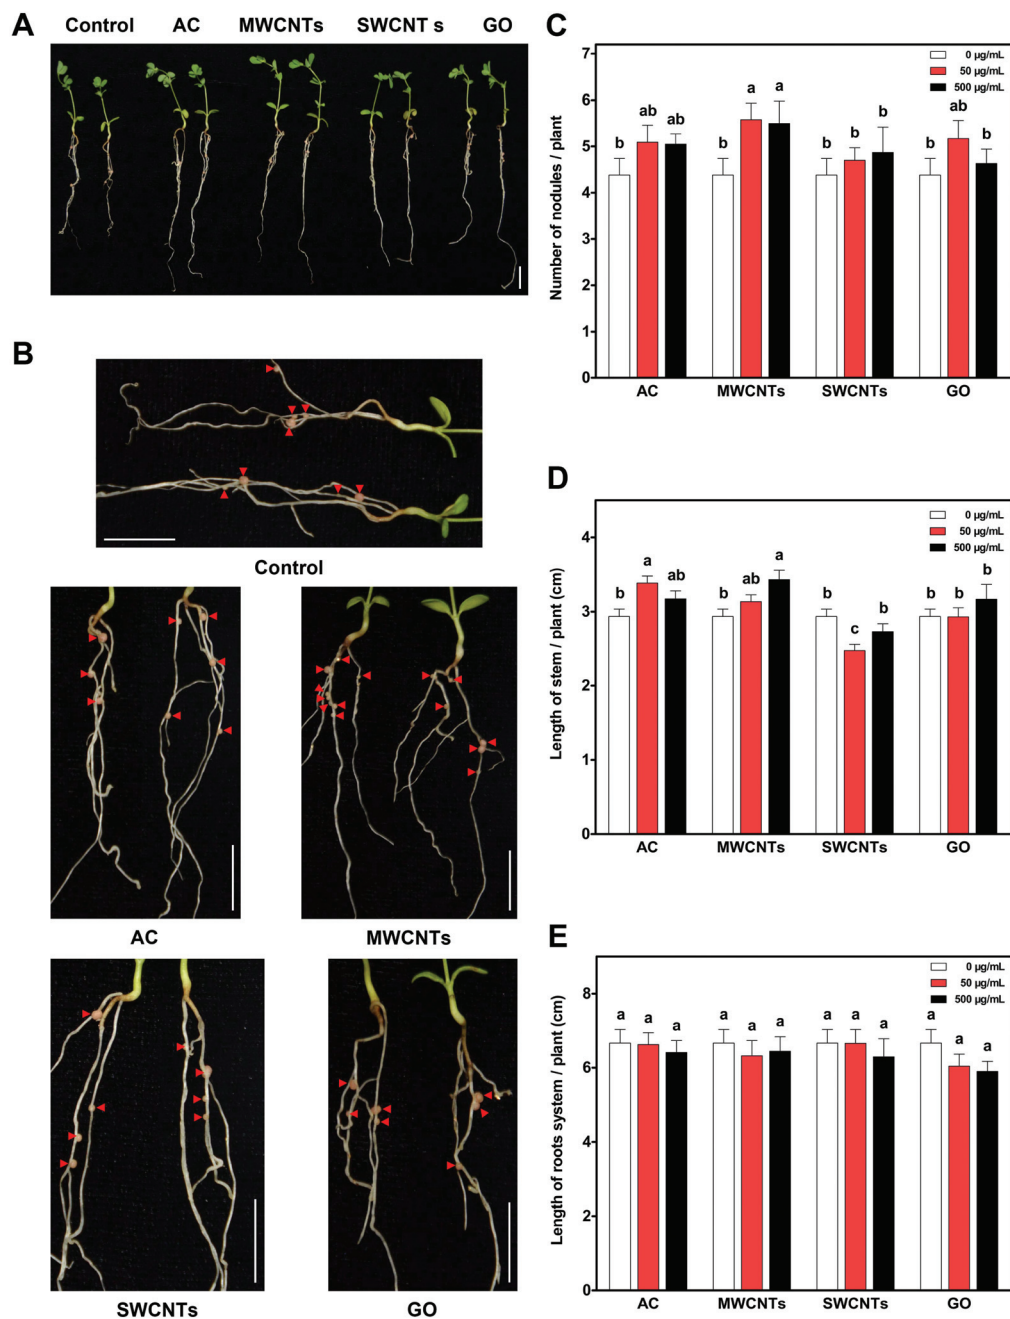 A
Control AC MWCNTs SWCNT s GO
B
Control
AC MWCNTs
SWCNTs GO
C
Number of nodules / plant
7
6
5
4
3
2
1
0
0 µg/mL
50 µg/mL
500 µg/mL
b ab ab b a a b b b b ab b
AC MWCNTs SWCNTs GO
D
Length of stem / plant (cm)
4
3
2
1
0
0 µg/mL
50 µg/mL
500 µg/mL
b a ab b ab a b c b b b b
AC MWCNTs SWCNTs GO
E
Length of roots system / plant (cm)
8
6
4
2
0
0 µg/mL
50 µg/mL
500 µg/mL
a a a a a a a a a a a a
AC MWCNTs SWCNTs GO